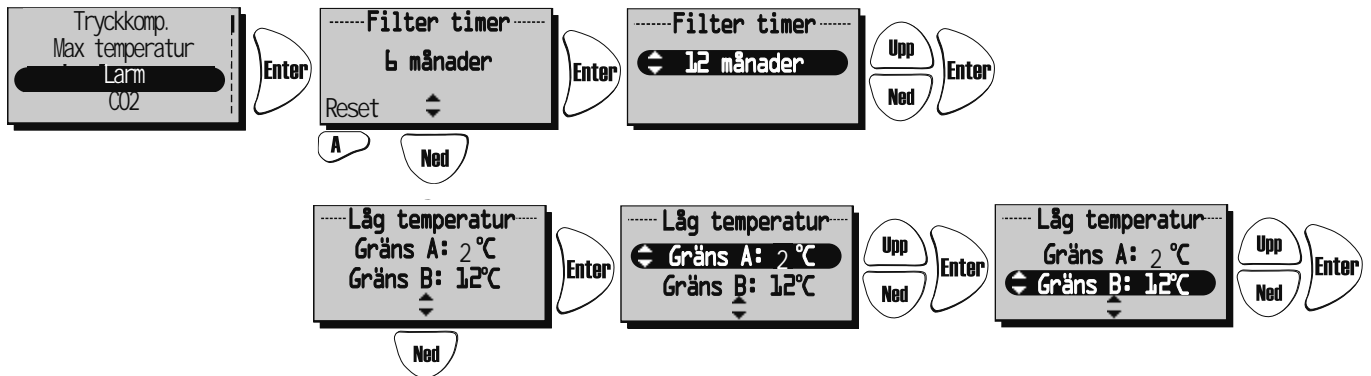 Tryckkomp.
Max temperatur
Larm
CO2
Enter
Filter timer
6 månader
Reset
A
Ned
Enter
Filter timer
12 månader
Upp
Ned
Enter
Låg temperatur
Gräns A: 2 °C
Gräns B: 12°C
Ned
Enter
Låg temperatur
Gräns A: 2 °C
Gräns B: 12°C
Upp
Ned
Enter
Låg temperatur
Gräns A: 2 °C
Gräns B: 12°C
Upp
Ned
Enter